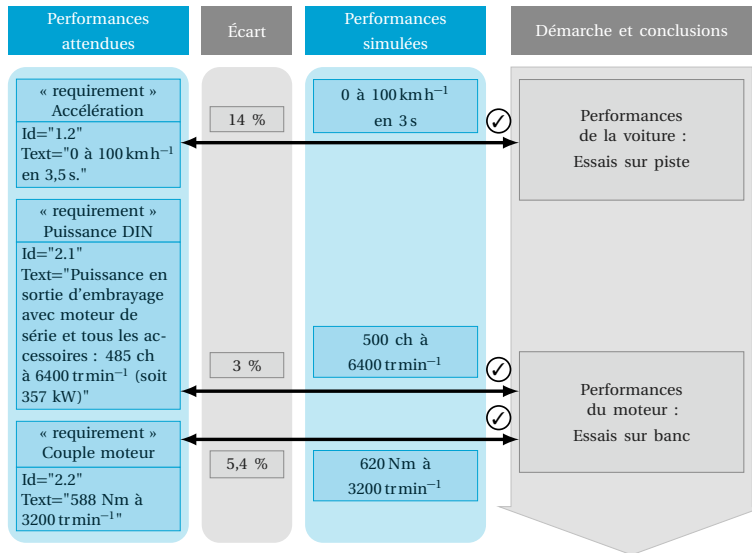 Performances
attendues
Écart
Performances
simulées
Démarche et conclusions
« requirement »
Accélération
Id="1.2"
Text="0 à 100 km h⁻¹
en 3,5 s."
14 %
0 à 100 km h⁻¹
en 3 s
Performances
de la voiture :
Essais sur piste
« requirement »
Puissance DIN
Id="2.1"
Text="Puissance en
sortie d’embrayage
avec moteur de
série et tous les ac-
cessoires : 485 ch
à 6400 tr min⁻¹ (soit
357 kW)"
3 %
500 ch à
6400 tr min⁻¹
Performances
du moteur :
Essais sur banc
« requirement »
Couple moteur
Id="2.2"
Text="588 Nm à
3200 tr min⁻¹"
5,4 %
620 Nm à
3200 tr min⁻¹